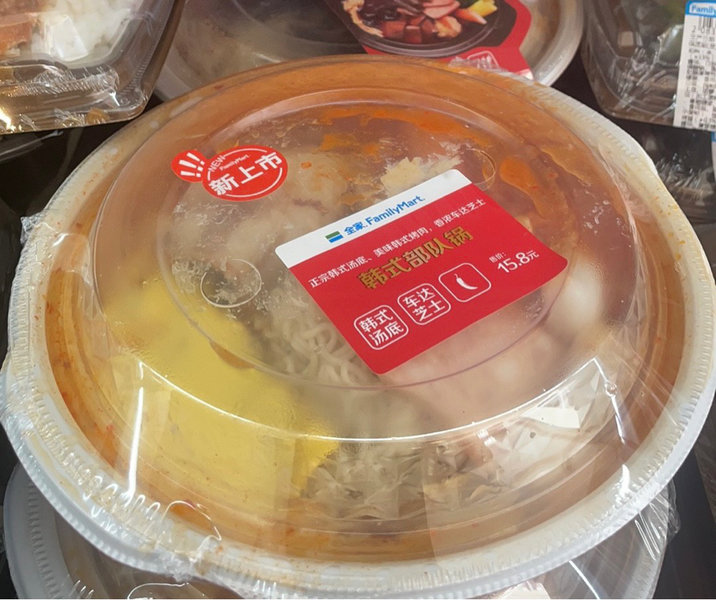 Family
NEW
FamilyMart
新上市
全家 FamilyMart
正宗韩式汤底、美味韩式烤肉，香浓车达芝士
韩式部队锅
售价：15.8元
韩式
汤底
车达
芝士